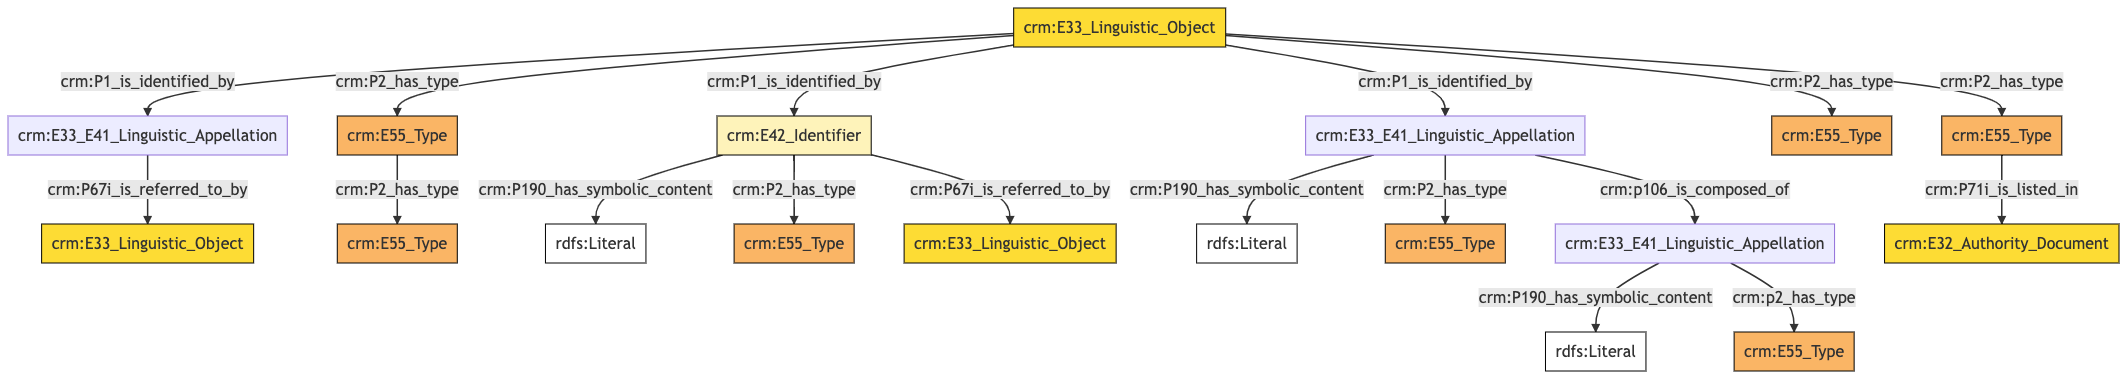 crm:E33_Linguistic_Object
crm:P1_is_identified_by
crm:P2_has_type
crm:P1_is_identified_by
crm:P1_is_identified_by
crm:P2_has_type
crm:P2_has_type
crm:E33_E41_Linguistic_Appellation
crm:E55_Type
crm:E42_Identifier
crm:E33_E41_Linguistic_Appellation
crm:E55_Type
crm:E55_Type
crm:P67i_is_referred_to_by
crm:P2_has_type
crm:P190_has_symbolic_content
crm:P2_has_type
crm:P67i_is_referred_to_by
crm:P190_has_symbolic_content
crm:P2_has_type
crm:p106_is_composed_of
crm:P71i_is_listed_in
crm:E33_Linguistic_Object
crm:E55_Type
rdfs:Literal
crm:E55_Type
crm:E33_Linguistic_Object
rdfs:Literal
crm:E55_Type
crm:E33_E41_Linguistic_Appellation
crm:E32_Authority_Document
crm:P190_has_symbolic_content
crm:p2_has_type
rdfs:Literal
crm:E55_Type